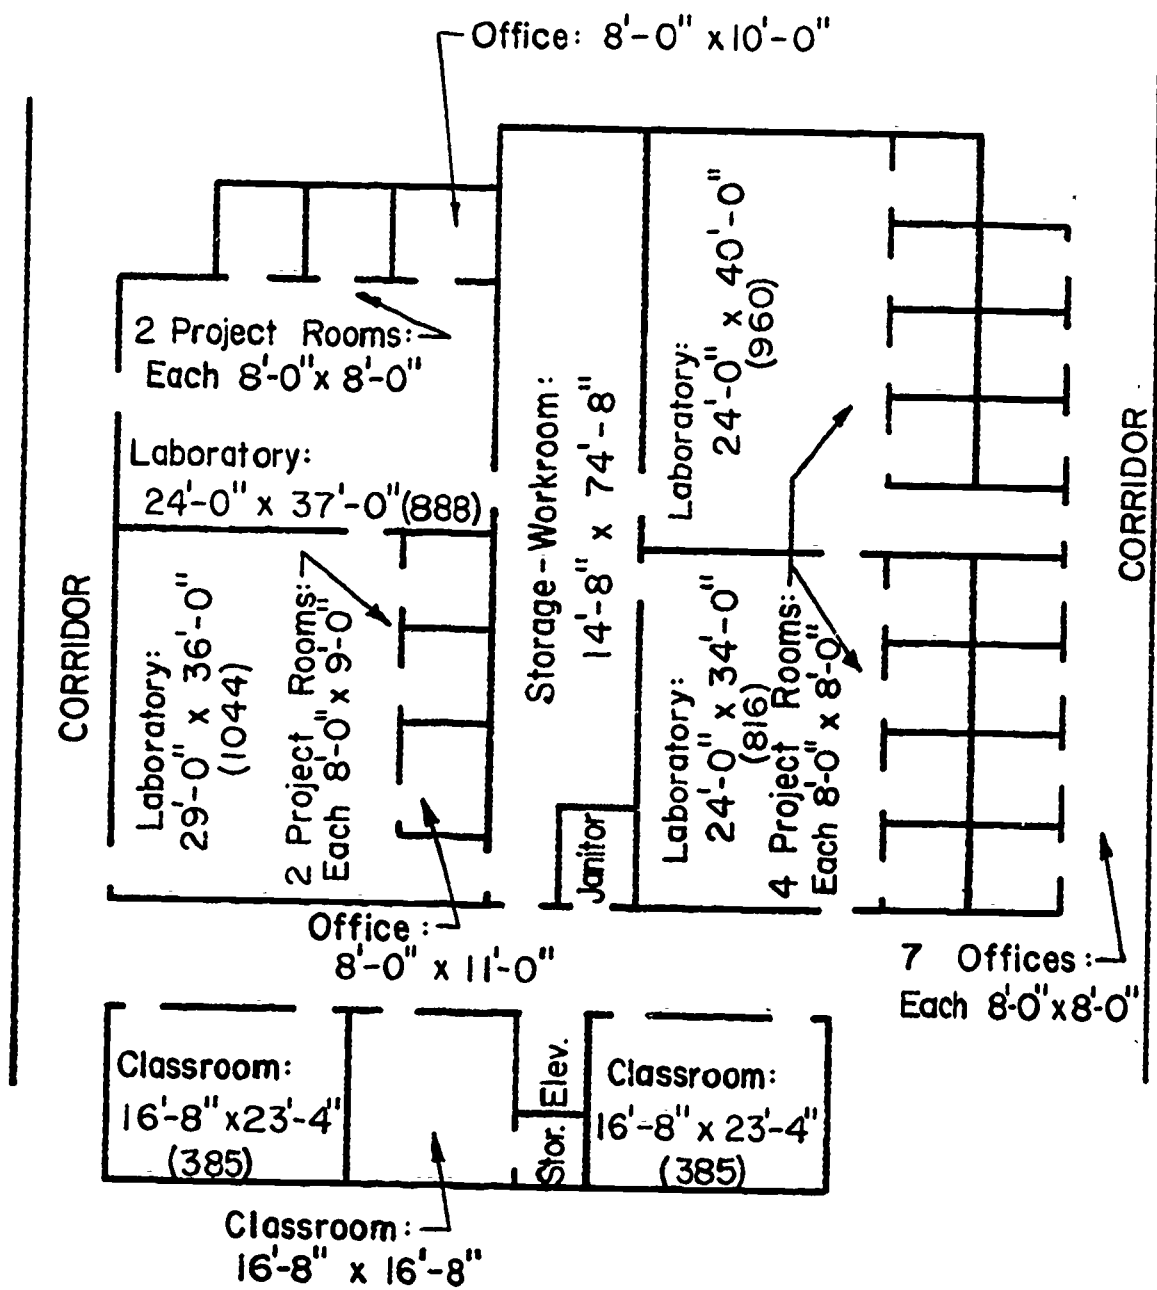 Office: 8'-0" x 10'-0"
2 Project Rooms:
Each 8'-0" x 8'-0"
Laboratory:
24'-0" x 37'-0" (888)
Laboratory:
29'-0" x 36'-0"
(1044)
2 Project Rooms:
Each 8'-0" x 9'-0"
Office:
8'-0" x 11'-0"
CORRIDOR
Storage-Workroom:
14'-8" x 74'-8"
Janitor
Laboratory:
24'-0" x 40'-0"
(960)
Laboratory:
24'-0" x 34'-0"
(816)
4 Project Rooms:
Each 8'-0" x 8'-0"
CORRIDOR
7 Offices:
Each 8'-0" x 8'-0"
Classroom:
16'-8" x 23'-4"
(385)
Elev.
Stor.
Classroom:
16'-8" x 23'-4"
(385)
Classroom:
16'-8" x 16'-8"